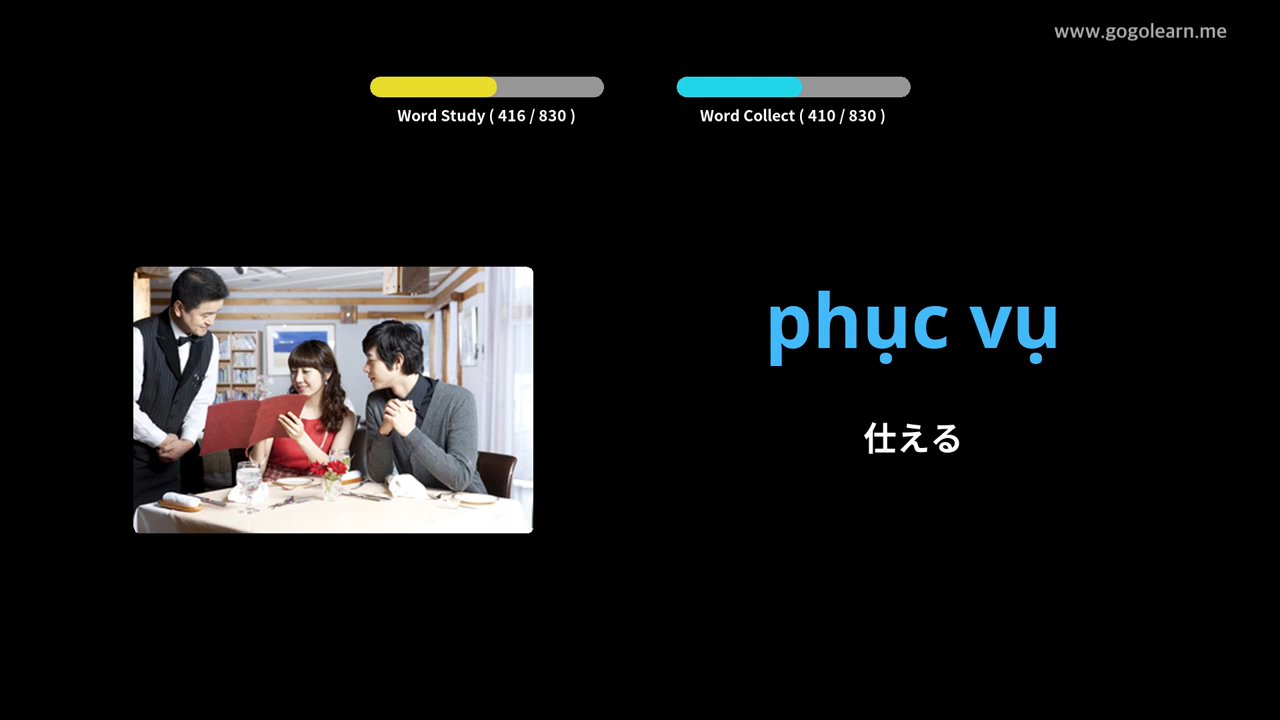 www.gogolearn.me
Word Study ( 416 / 830 )
Word Collect ( 410 / 830 )
phục vụ
仕える